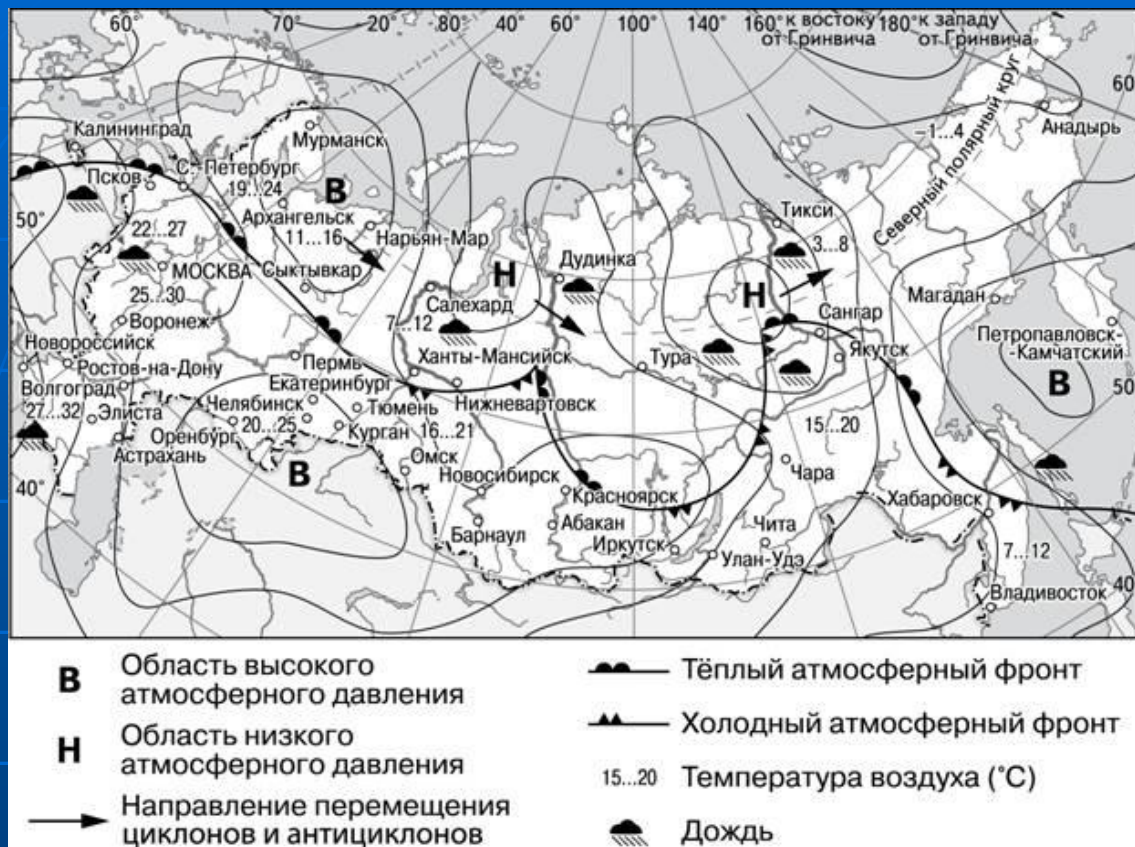 60° 70° 20° 40° 60° 100° 140° 160° к востоку от Гринвича 180° к западу от Гринвича
60°
Северный полярный круг
–1...4
Анадырь
Калининград
Мурманск
Псков
С.-Петербург
19...24
В
50°
Архангельск
11...16
Нарьян-Мар
Тикси
3...8
22...27
МОСКВА
Сыктывкар
Н
Дудинка
25...30
Салехард
Н
Магадан
Сангар
Воронеж
7...12
Петропавловск-
Камчатский
Новороссийск
Пермь
Ханты-Мансийск
Тура
Якутск
Ростов-на-Дону
Екатеринбург
В
50
Волгоград
27...32
Элиста
Челябинск
20...25
Тюмень
Нижневартовск
16...21
15...20
Оренбург
Курган
Астрахань
Омск
Чара
В
Новосибирск
Красноярск
Хабаровск
40°
Барнаул
Абакан
Чита
Иркутск
Улан-Удэ
7...12
40
Владивосток
В
Область высокого
атмосферного давления
Н
Область низкого
атмосферного давления
Направление перемещения
циклонов и антициклонов
Тёплый атмосферный фронт
Холодный атмосферный фронт
15...20 Температура воздуха (°С)
Дождь